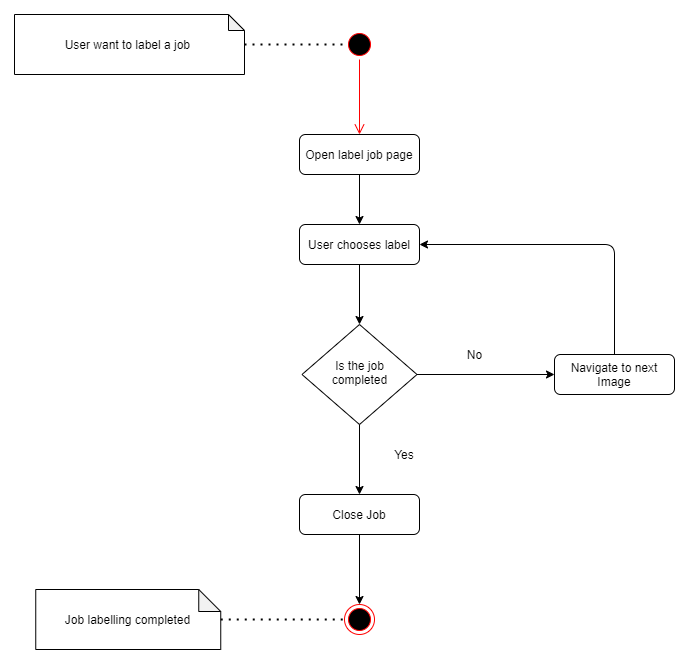 User want to label a job
Open label job page
User chooses label
Is the job
completed
No
Navigate to next
Image
Yes
Close Job
Job labelling completed